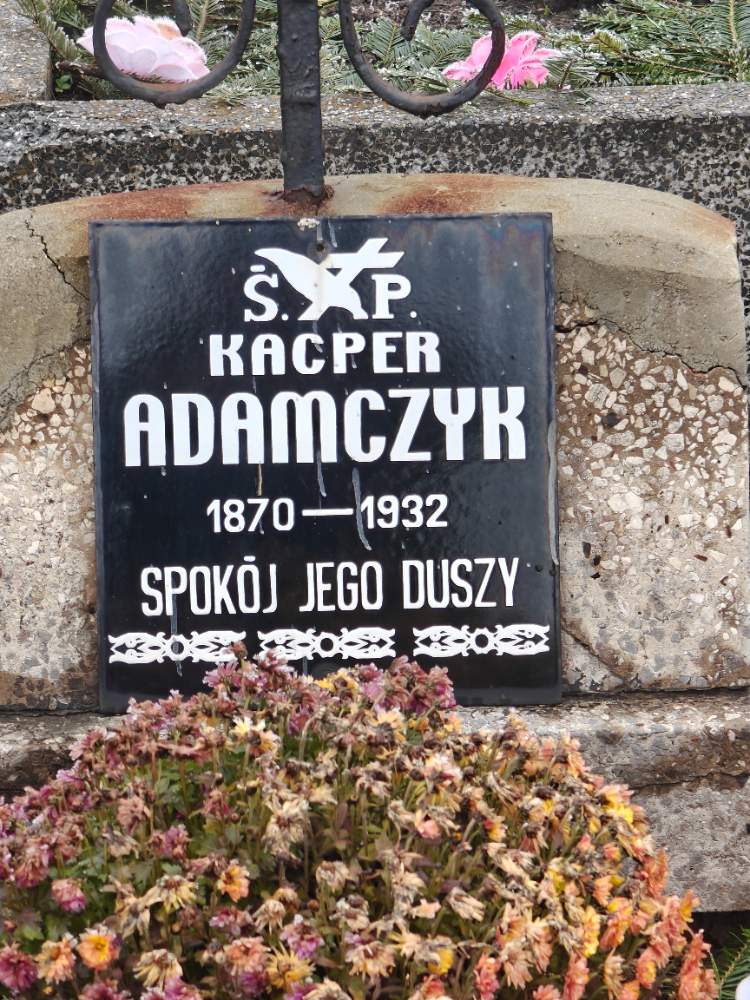 Ś. P.
KACPER
ADAMCZYK
1870 — 1932
SPOKÓJ JEGO DUSZY